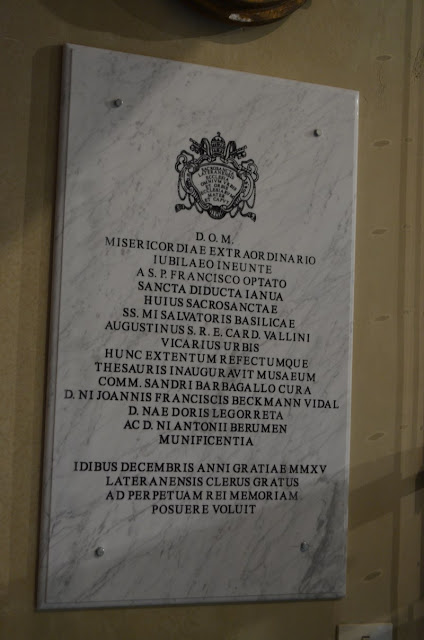 D. O. M.
MISERICORDIAE EXTRAORDINARIO
IUBILAEO INEUNTE
A S. P. FRANCISCO OPTATO
SANCTA DIDUCTA IANUA
HUIUS SACROSANCTAE
SS. MI SALVATORIS BASILICAE
AUGUSTINUS S. R. E. CARD. VALLINI
VICARIUS URBIS
HUNC EXTENTUM REFECTUMQUE
THESAURIS INAUGURAVIT MUSAEUM
COMM. SANDRI BARBAGALLO CURA
D. NI JOANNIS FRANCISCIS BECKMANN VIDAL
D. NAE DORIS LEGORRETA
AC D. NI ANTONII BERUMEN
MUNIFICENTIA
IDIBUS DECEMBRIS ANNI GRATIAE MMXV
LATERANENSIS CLERUS GRATUS
AD PERPETUAM REI MEMORIAM
POSUERE VOLUIT